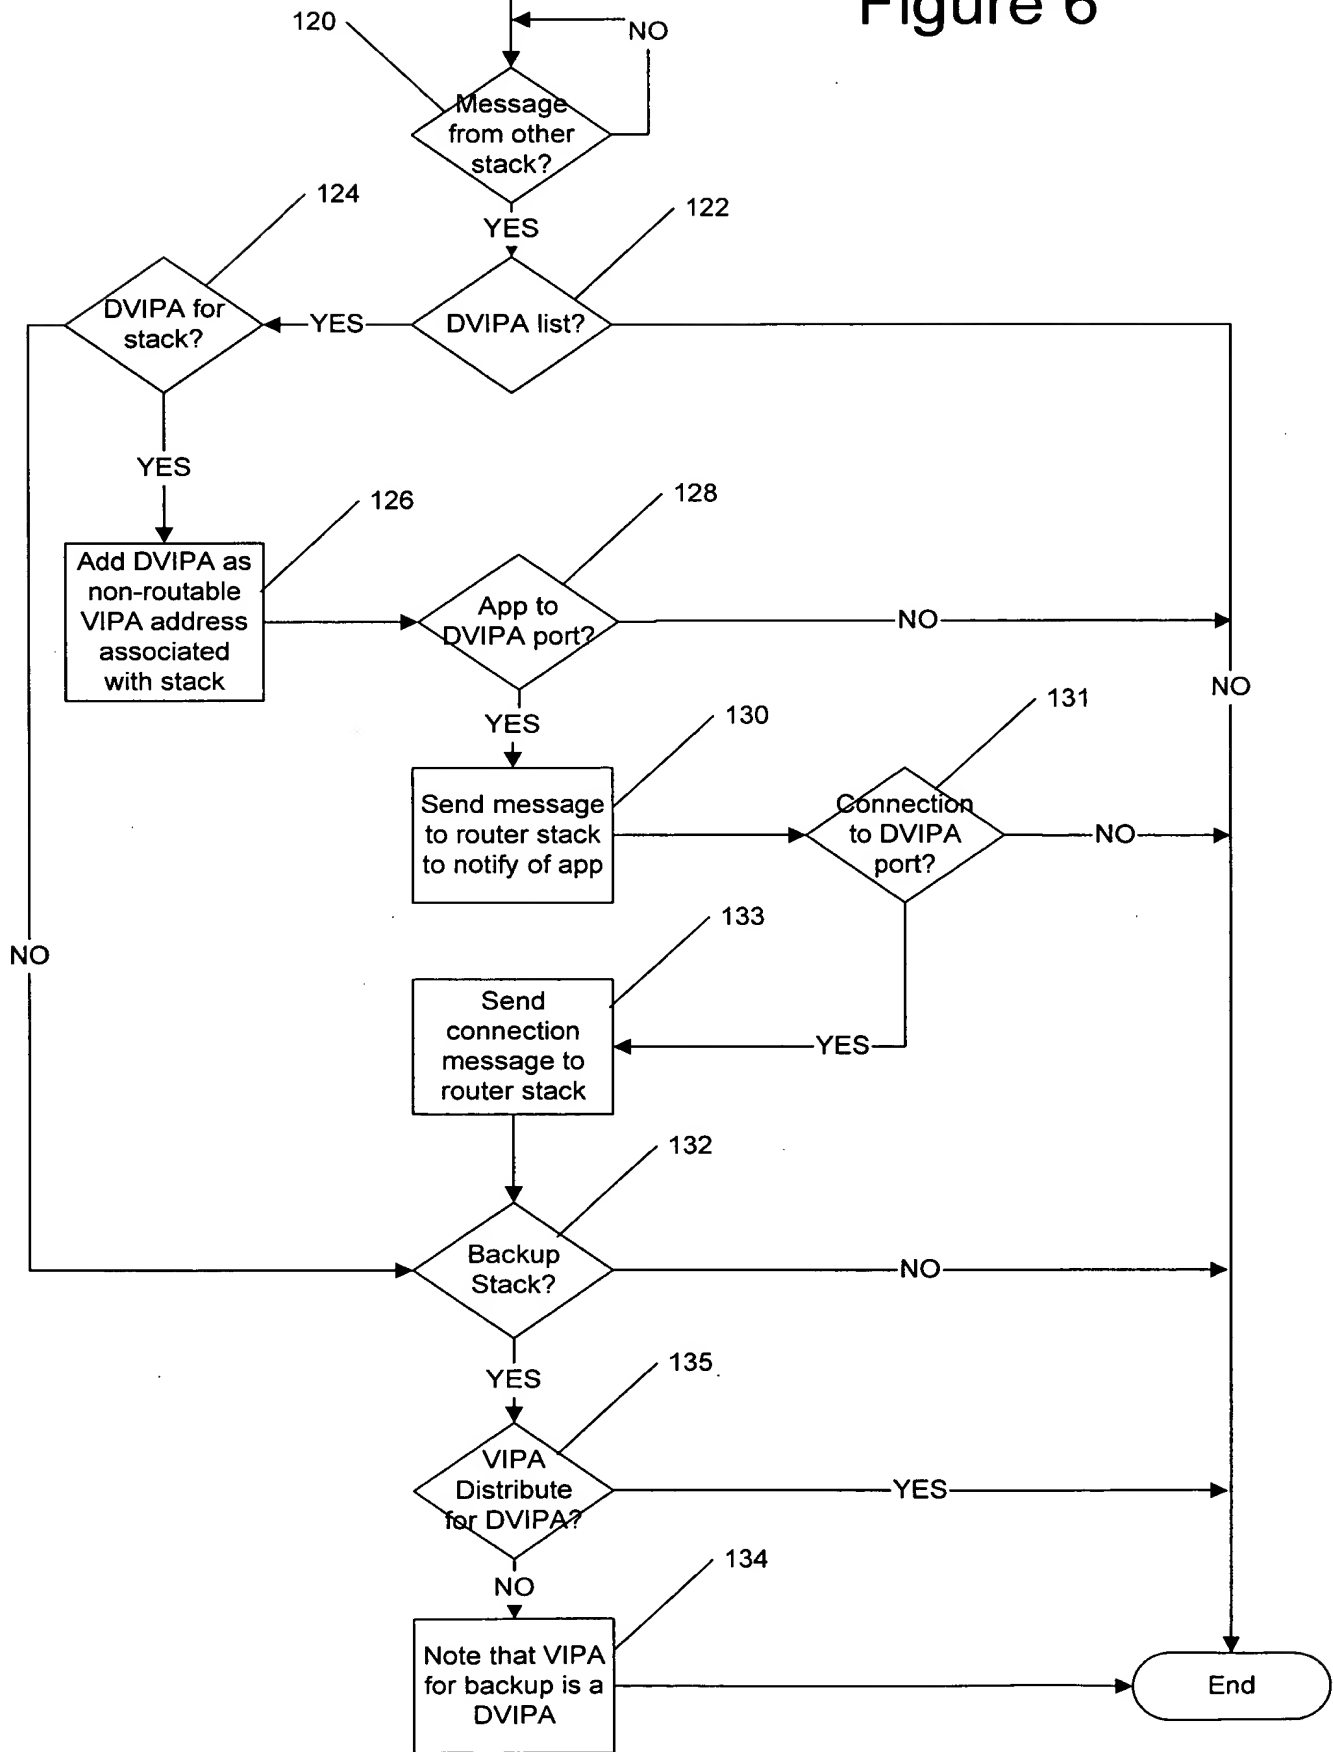 Figure 6
120
NO
Message
from other
stack?
124
YES
122
DVIPA for
stack?
YES
DVIPA list?
YES
126
128
Add DVIPA as
non-routable
VIPA address
associated
with stack
App to
DVIPA port?
NO
NO
YES
130
131
Send message
to router stack
to notify of app
Connection
to DVIPA
port?
NO
133
NO
Send
connection
message to
router stack
YES
132
Backup
Stack?
NO
YES
135
VIPA
Distribute
for DVIPA?
YES
134
NO
Note that VIPA
for backup is a
DVIPA
End